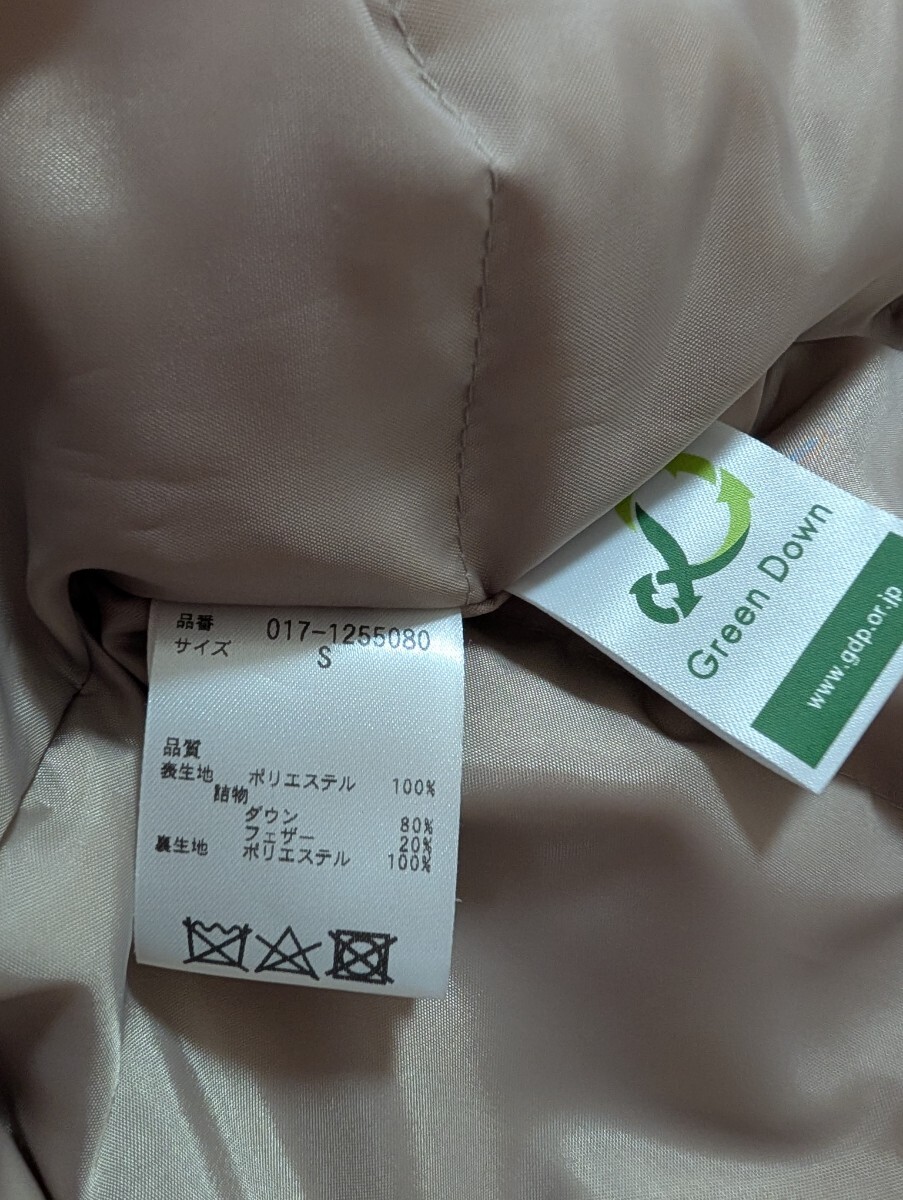 品番 017-1255080
サイズ S
品質
表生地 ポリエステル 100%
詰物
ダウン 80%
フェザー 20%
裏生地 ポリエステル 100%
Green Down
www.gdp.or.jp